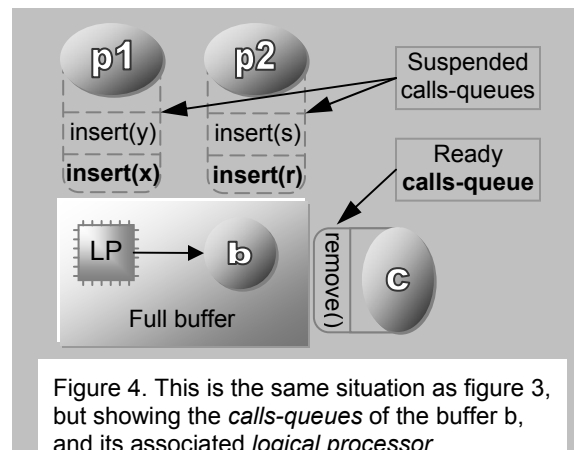 p1
p2
Suspended
calls-queues
insert(y)
insert(s)
insert(x)
insert(r)
Ready
calls-queue
LP
b
remove()
c
Full buffer
Figure 4. This is the same situation as figure 3,
but showing the calls-queues of the buffer b,
and its associated logical processor